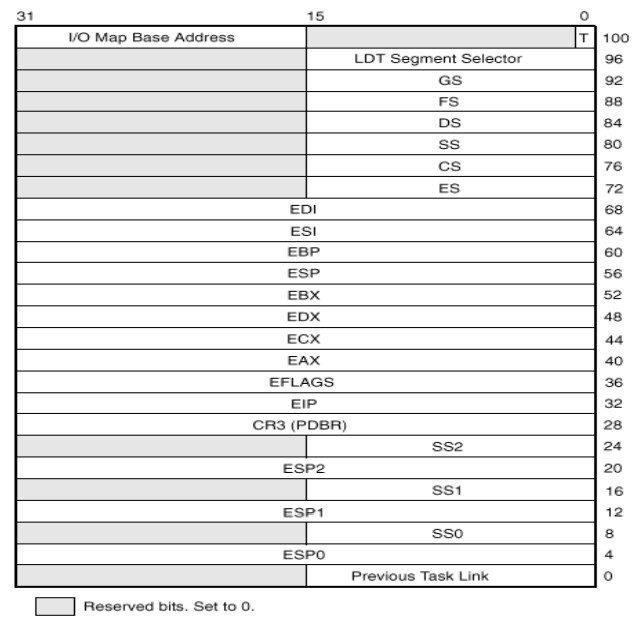 31 15 0
I/O Map Base Address T 100
LDT Segment Selector 96
GS 92
FS 88
DS 84
SS 80
CS 76
ES 72
EDI 68
ESI 64
EBP 60
ESP 56
EBX 52
EDX 48
ECX 44
EAX 40
EFLAGS 36
EIP 32
CR3 (PDBR) 28
SS2 24
ESP2 20
SS1 16
ESP1 12
SS0 8
ESP0 4
Previous Task Link 0
Reserved bits. Set to 0.